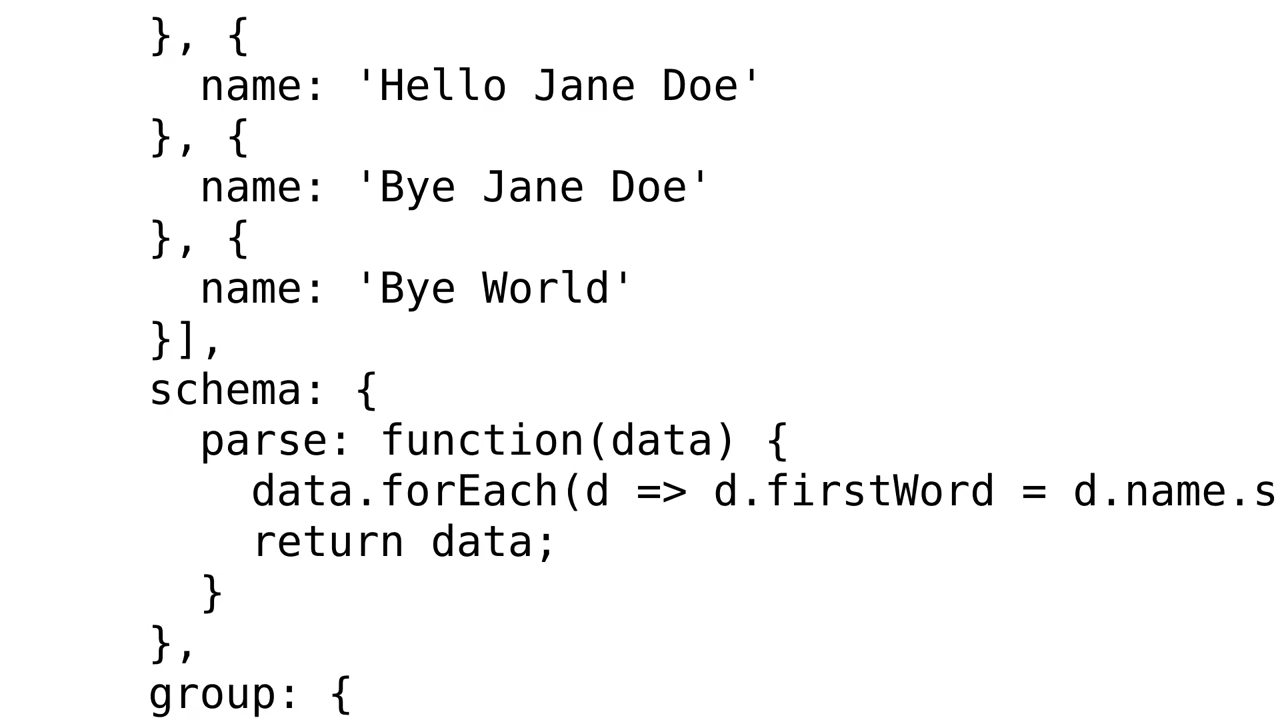 }, {
  name: 'Hello Jane Doe'
}, {
  name: 'Bye Jane Doe'
}, {
  name: 'Bye World'
}],
schema: {
  parse: function(data) {
    data.forEach(d => d.firstWord = d.name.s
    return data;
  }
},
group: {